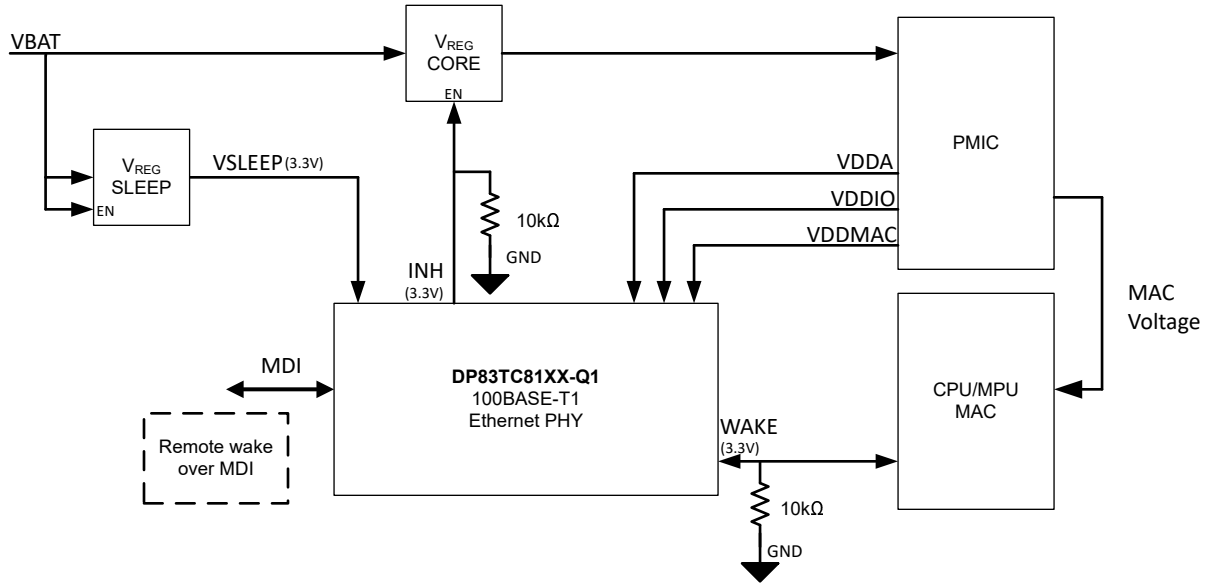 VBAT
VREG
CORE
EN
VREG
SLEEP
EN
VSLEEP (3.3V)
10kΩ
GND
INH
(3.3V)
PMIC
VDDA
VDDIO
VDDMAC
MAC
Voltage
MDI
Remote wake
over MDI
DP83TC81XX-Q1
100BASE-T1
Ethernet PHY
WAKE
(3.3V)
CPU/MPU
MAC
10kΩ
GND